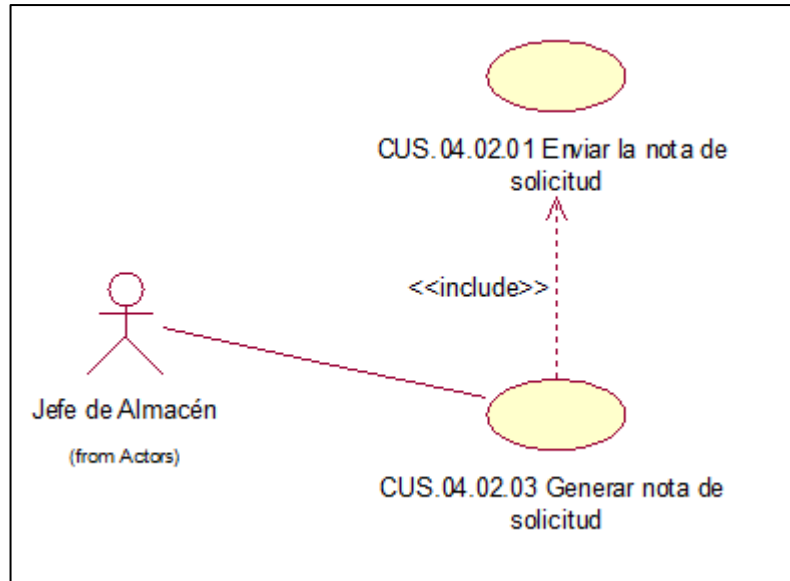 CUS.04.02.01 Enviar la nota de
solicitud
<<include>>
Jefe de Almacén
(from Actors)
CUS.04.02.03 Generar nota de
solicitud